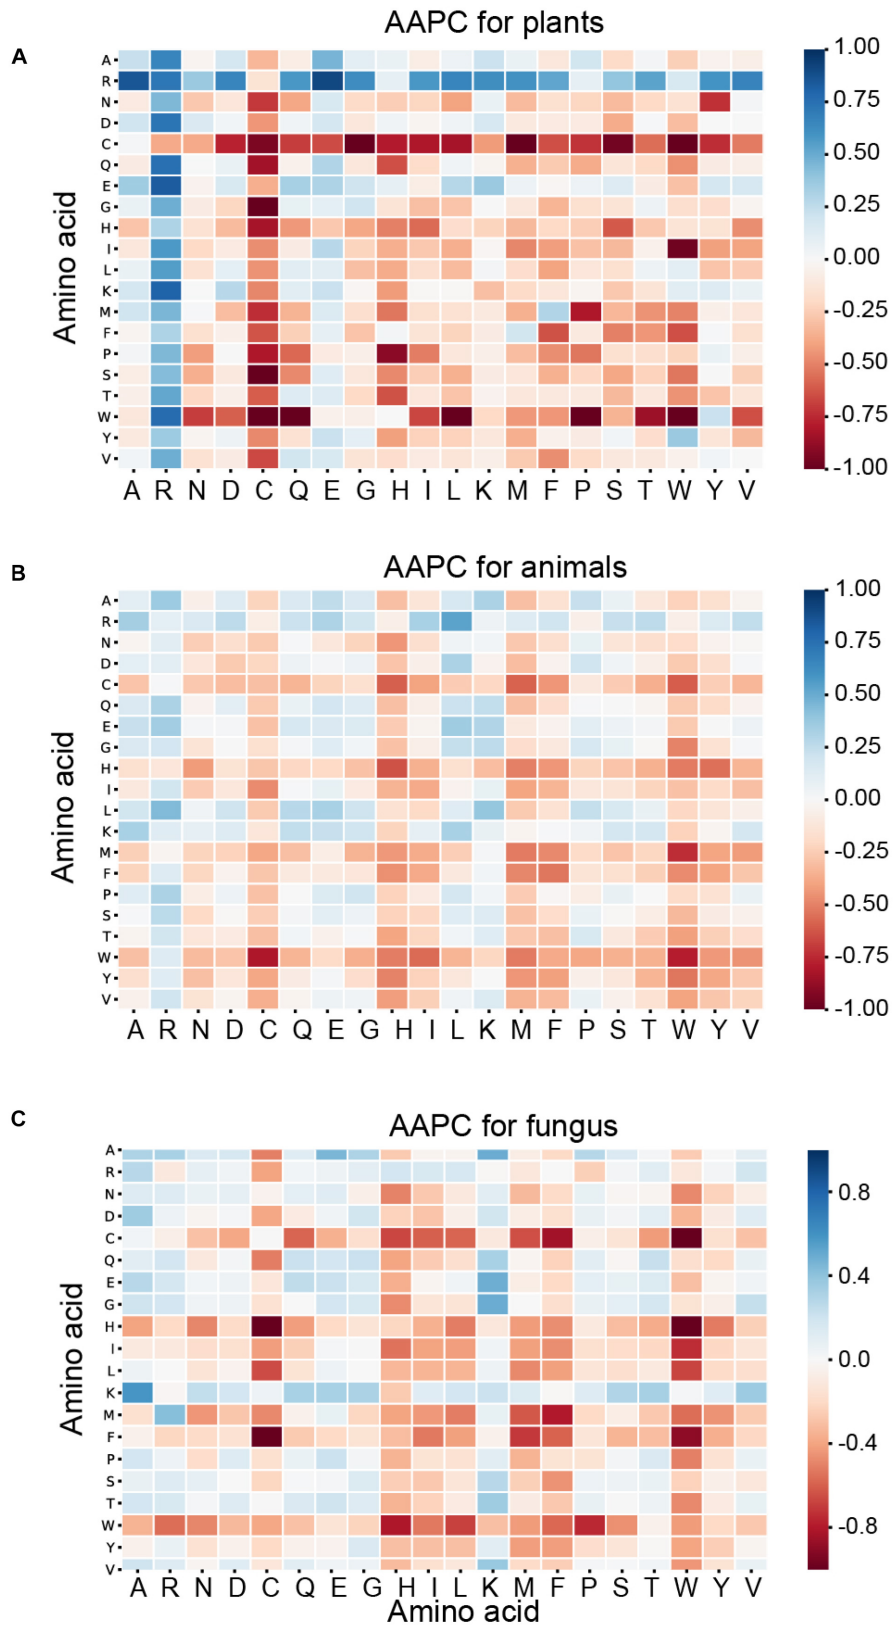 A
AAPC for plants
Amino acid
A
R
N
D
C
Q
E
G
H
I
L
K
M
F
P
S
T
W
Y
V
A R N D C Q E G H I L K M F P S T W Y V
1.00
0.75
0.50
0.25
0.00
-0.25
-0.50
-0.75
-1.00
B
AAPC for animals
Amino acid
A
R
N
D
C
Q
E
G
H
I
L
K
M
F
P
S
T
W
Y
V
A R N D C Q E G H I L K M F P S T W Y V
1.00
0.75
0.50
0.25
0.00
-0.25
-0.50
-0.75
-1.00
C
AAPC for fungus
Amino acid
A
R
N
D
C
Q
E
G
H
I
L
K
M
F
P
S
T
W
Y
V
A R N D C Q E G H I L K M F P S T W Y V
Amino acid
0.8
0.4
0.0
-0.4
-0.8